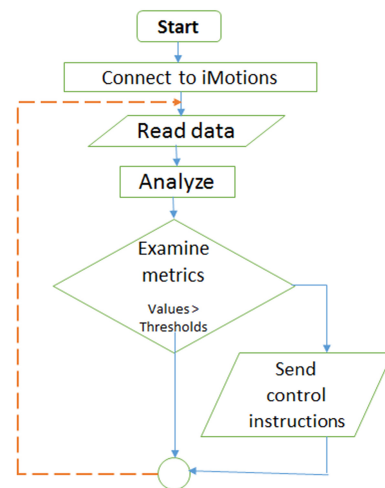 Start
Connect to iMotions
Read data
Analyze
Examine
metrics
Values>
Thresholds
Send
control
instructions